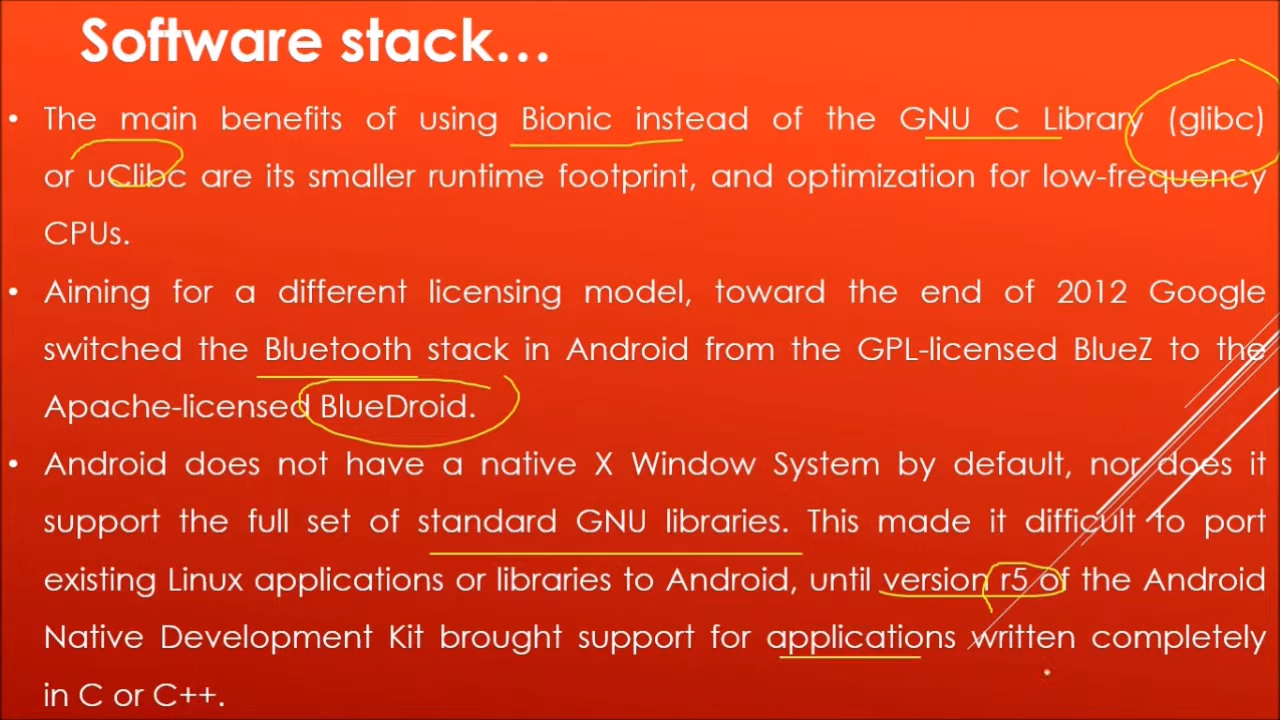 Software stack...
• The main benefits of using Bionic instead of the GNU C Library (glibc)
or uClibc are its smaller runtime footprint, and optimization for low-frequency
CPUs.
• Aiming for a different licensing model, toward the end of 2012 Google
switched the Bluetooth stack in Android from the GPL-licensed BlueZ to the
Apache-licensed BlueDroid.
• Android does not have a native X Window System by default, nor does it
support the full set of standard GNU libraries. This made it difficult to port
existing Linux applications or libraries to Android, until version r5 of the Android
Native Development Kit brought support for applications written completely
in C or C++.